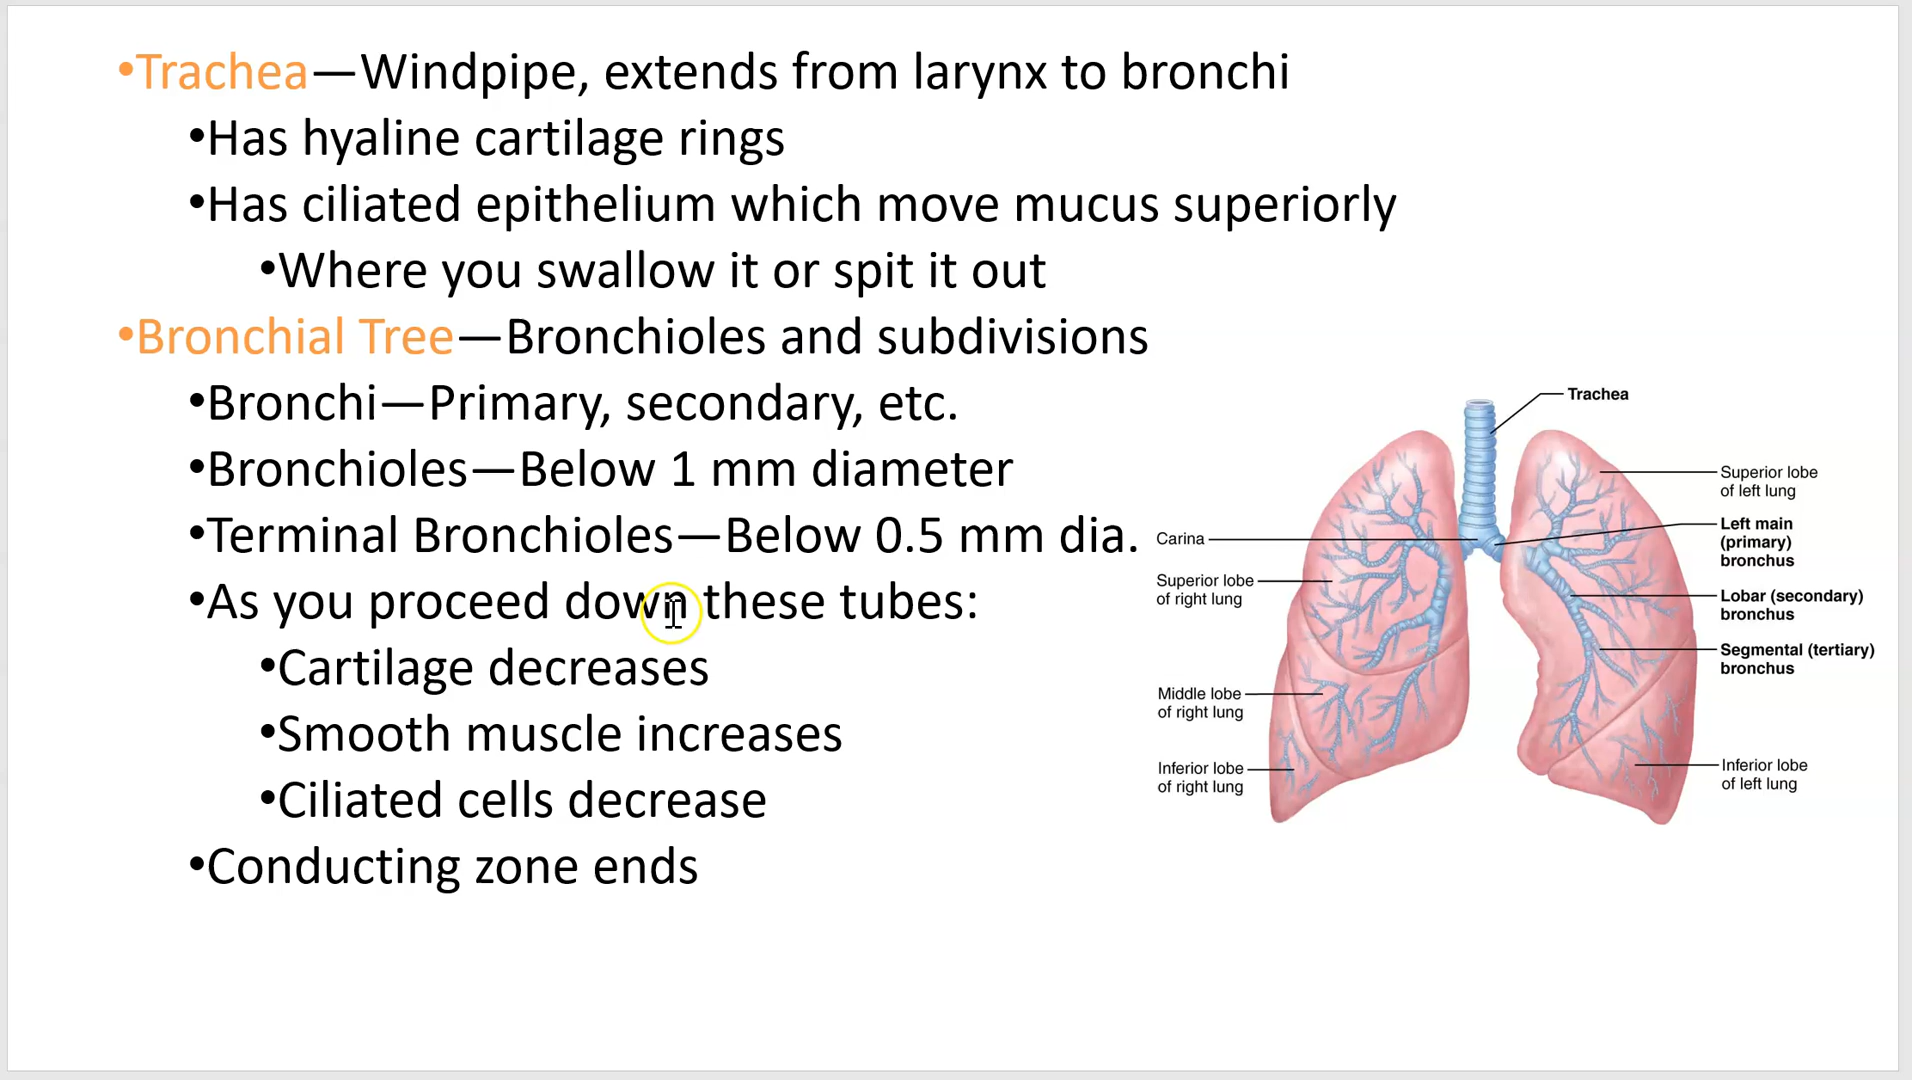 •Trachea—Windpipe, extends from larynx to bronchi
•Has hyaline cartilage rings
•Has ciliated epithelium which move mucus superiorly
•Where you swallow it or spit it out
•Bronchial Tree—Bronchioles and subdivisions
•Bronchi—Primary, secondary, etc.
•Bronchioles—Below 1 mm diameter
•Terminal Bronchioles—Below 0.5 mm dia.
•As you proceed down these tubes:
•Cartilage decreases
•Smooth muscle increases
•Ciliated cells decrease
•Conducting zone ends
Trachea
Carina
Superior lobe
of right lung
Middle lobe
of right lung
Inferior lobe
of right lung
Superior lobe
of left lung
Left main
(primary)
bronchus
Lobar (secondary)
bronchus
Segmental (tertiary)
bronchus
Inferior lobe
of left lung